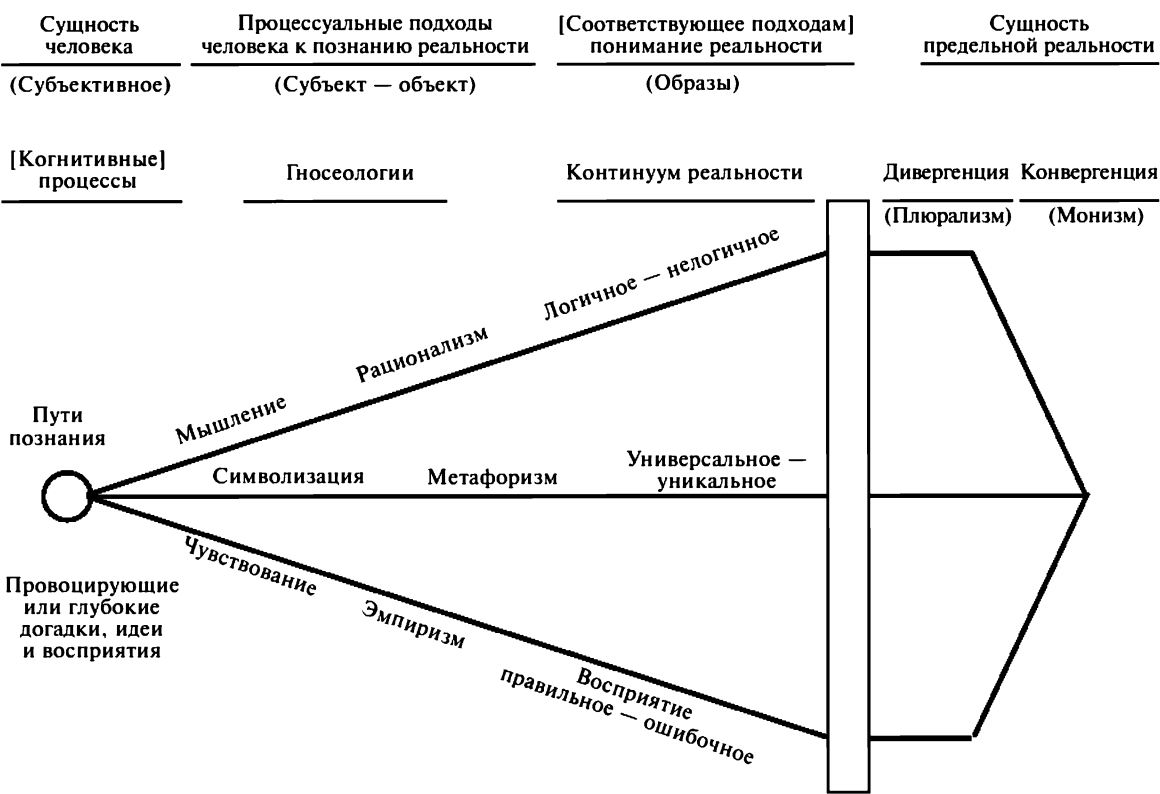 Сущность
человека
(Субъективное)
Процессуальные подходы
человека к познанию реальности
(Субъект — объект)
[Соответствующее подходам]
понимание реальности
(Образы)
Сущность
предельной реальности
[Когнитивные]
процессы
Гносеологии
Континуум реальности
Дивергенция
(Плюрализм)
Конвергенция
(Монизм)
Мышление
Рационализм
Логичное — нелогичное
Пути
познания
Символизация
Метафоризм
Универсальное —
уникальное
Чувствование
Эмпиризм
Восприятие
правильное — ошибочное
Провоцирующие
или глубокие
догадки, идеи
и восприятия